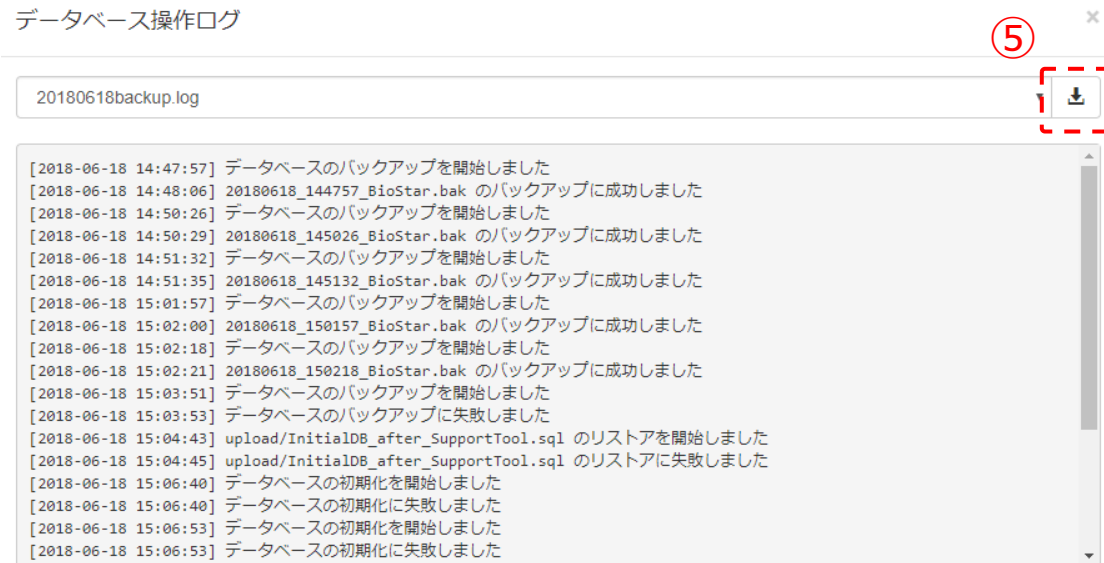 データベース操作ログ
×
⑤
20180618backup.log
[2018-06-18 14:47:57] データベースのバックアップを開始しました
[2018-06-18 14:48:06] 20180618_144757_BioStar.bak のバックアップに成功しました
[2018-06-18 14:50:26] データベースのバックアップを開始しました
[2018-06-18 14:50:29] 20180618_145026_BioStar.bak のバックアップに成功しました
[2018-06-18 14:51:32] データベースのバックアップを開始しました
[2018-06-18 14:51:35] 20180618_145132_BioStar.bak のバックアップに成功しました
[2018-06-18 15:01:57] データベースのバックアップを開始しました
[2018-06-18 15:02:00] 20180618_150157_BioStar.bak のバックアップに成功しました
[2018-06-18 15:02:18] データベースのバックアップを開始しました
[2018-06-18 15:02:21] 20180618_150218_BioStar.bak のバックアップに成功しました
[2018-06-18 15:03:51] データベースのバックアップを開始しました
[2018-06-18 15:03:53] データベースのバックアップに失敗しました
[2018-06-18 15:04:43] upload/InitialDB_after_SupportTool.sql のリストアを開始しました
[2018-06-18 15:04:45] upload/InitialDB_after_SupportTool.sql のリストアに失敗しました
[2018-06-18 15:06:40] データベースの初期化を開始しました
[2018-06-18 15:06:40] データベースの初期化に失敗しました
[2018-06-18 15:06:53] データベースの初期化を開始しました
[2018-06-18 15:06:53] データベースの初期化に失敗しました